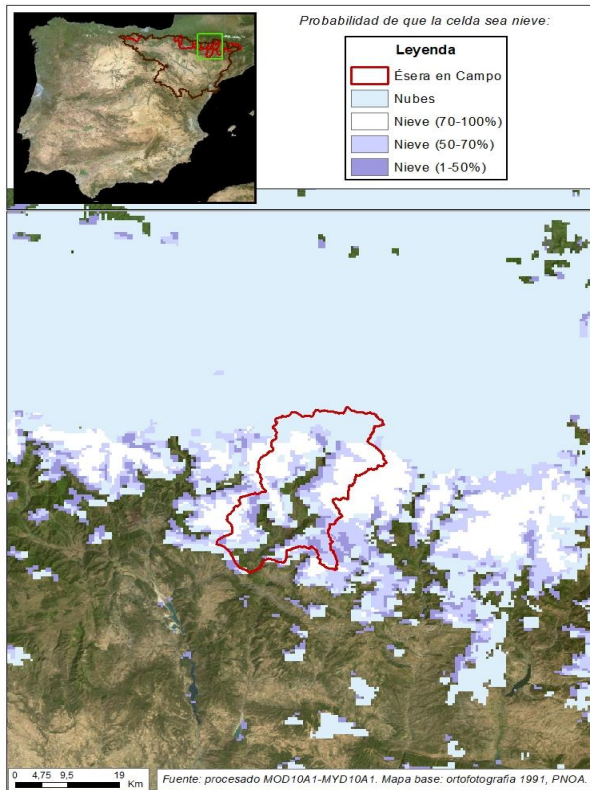 Probabilidad de que la celda sea nieve:
Leyenda
Ésera en Campo
Nubes
Nieve (70-100%)
Nieve (50-70%)
Nieve (1-50%)
0 4,75 9,5 19
Km
Fuente: procesado MOD10A1-MYD10A1. Mapa base: ortofotografia 1991, PNOA.